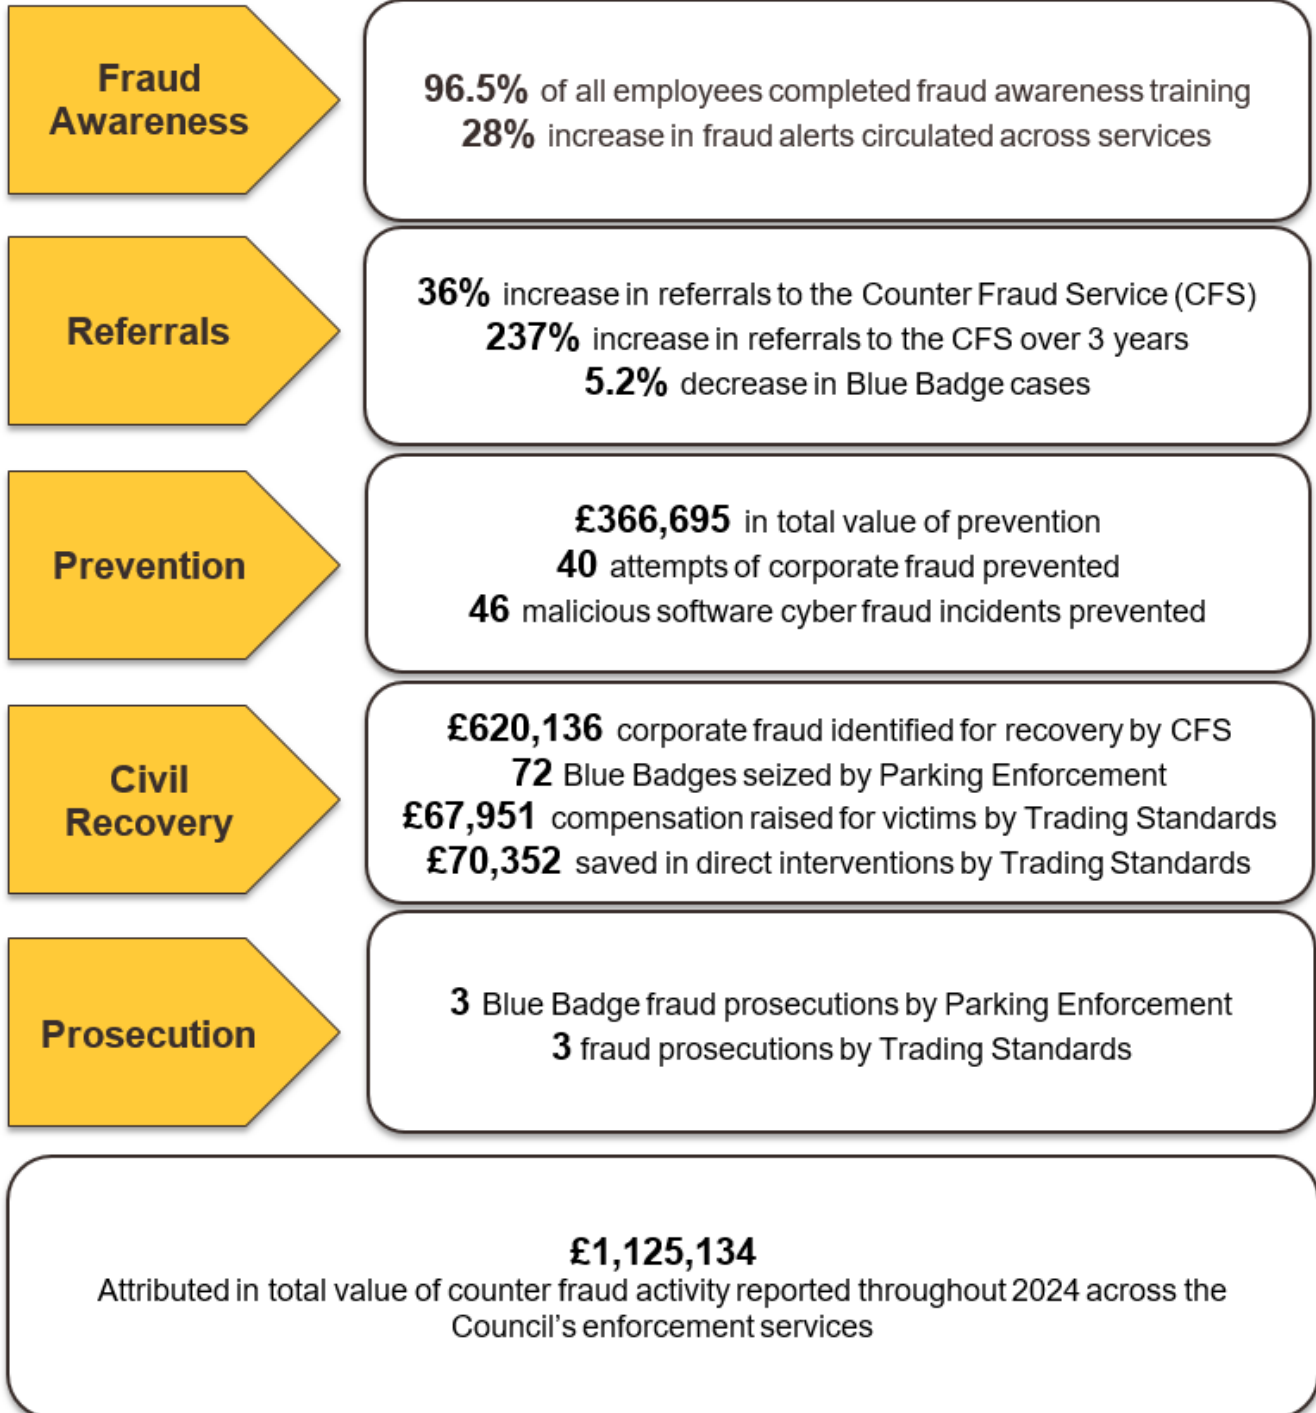 Fraud
Awareness
96.5% of all employees completed fraud awareness training
28% increase in fraud alerts circulated across services
Referrals
36% increase in referrals to the Counter Fraud Service (CFS)
237% increase in referrals to the CFS over 3 years
5.2% decrease in Blue Badge cases
Prevention
£366,695 in total value of prevention
40 attempts of corporate fraud prevented
46 malicious software cyber fraud incidents prevented
Civil
Recovery
£620,136 corporate fraud identified for recovery by CFS
72 Blue Badges seized by Parking Enforcement
£67,951 compensation raised for victims by Trading Standards
£70,352 saved in direct interventions by Trading Standards
Prosecution
3 Blue Badge fraud prosecutions by Parking Enforcement
3 fraud prosecutions by Trading Standards
£1,125,134
Attributed in total value of counter fraud activity reported throughout 2024 across the
Council's enforcement services